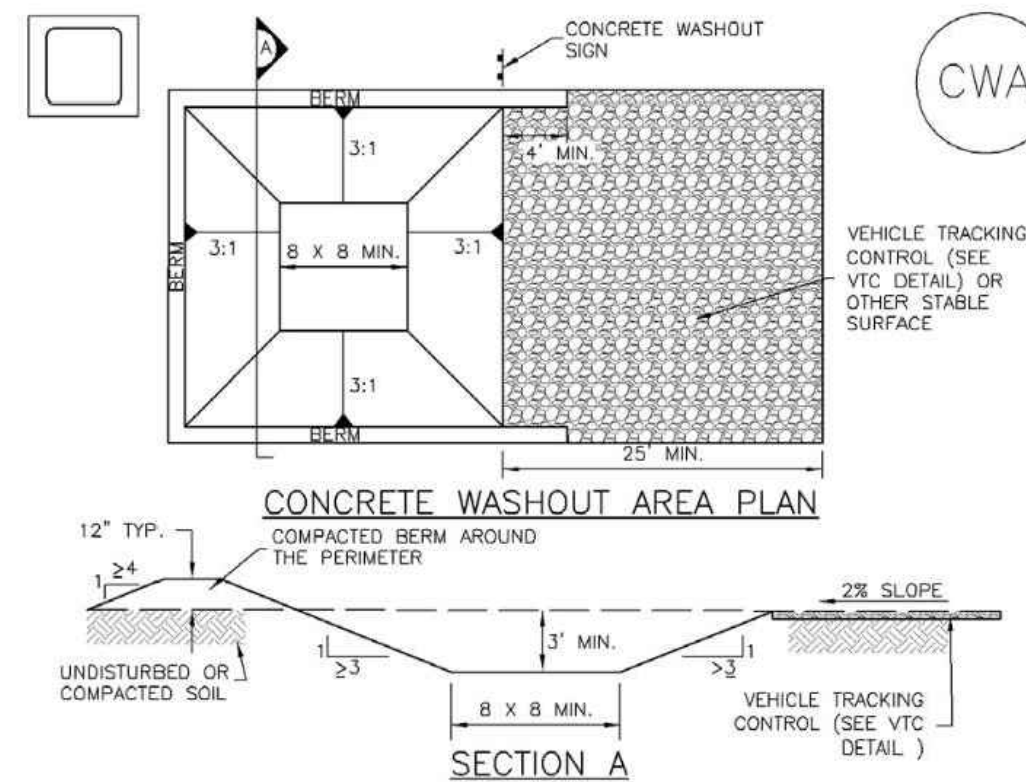 CONCRETE WASHOUT
SIGN
A
CWA
BERM
3:1
4' MIN.
BERM
3:1
8 X 8 MIN.
3:1
VEHICLE TRACKING
CONTROL (SEE
VTC DETAIL) OR
OTHER STABLE
SURFACE
3:1
BERM
25' MIN.
CONCRETE WASHOUT AREA PLAN
12" TYP.
COMPACTED BERM AROUND
THE PERIMETER
1
≥4
2% SLOPE
3' MIN.
1
≥3
1
>3
UNDISTURBED OR
COMPACTED SOIL
8 X 8 MIN.
VEHICLE TRACKING
CONTROL (SEE VTC
DETAIL )
SECTION A